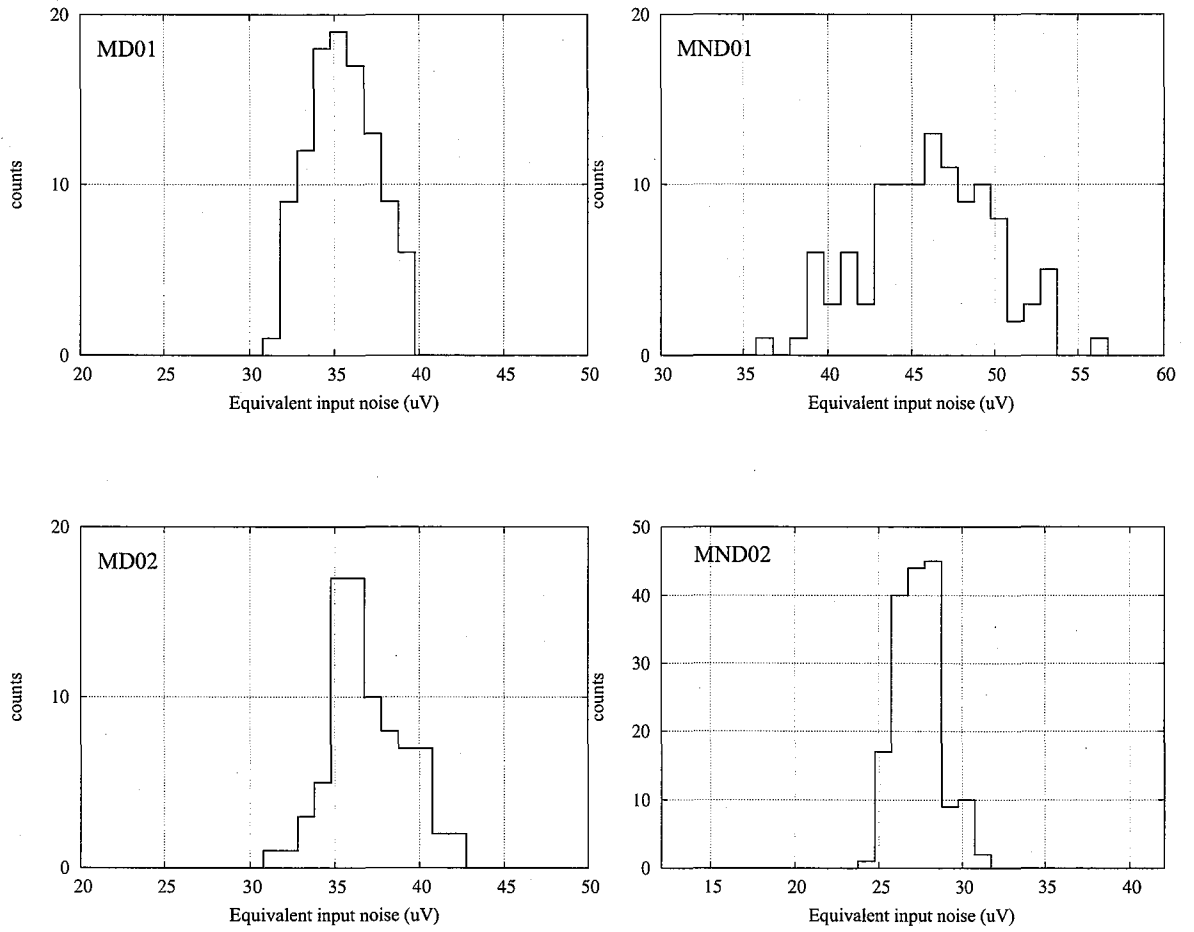 20
MD01
counts
10
0
20 25 30 35 40 45 50
Equivalent input noise (uV)
20
MND01
counts
10
0
30 35 40 45 50 55 60
Equivalent input noise (uV)
20
MD02
counts
10
0
20 25 30 35 40 45 50
Equivalent input noise (uV)
50
MND02
40
counts
30
20
10
0
15 20 25 30 35 40
Equivalent input noise (uV)